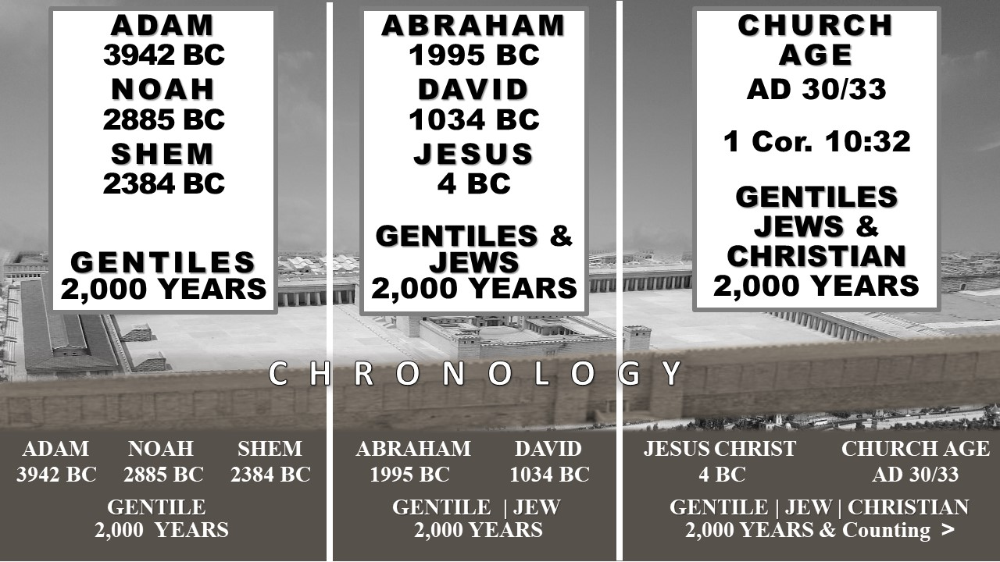 ADAM
3942 BC
NOAH
2885 BC
SHEM
2384 BC
GENTILES
2,000 YEARS
ABRAHAM
1995 BC
DAVID
1034 BC
JESUS
4 BC
GENTILES &
JEWS
2,000 YEARS
CHURCH
AGE
AD 30/33
1 Cor. 10:32
GENTILES
JEWS &
CHRISTIAN
2,000 YEARS
CHRONOLOGY
ADAM NOAH SHEM
3942 BC 2885 BC 2384 BC
GENTILE
2,000 YEARS
ABRAHAM DAVID
1995 BC 1034 BC
GENTILE | JEW
2,000 YEARS
JESUS CHRIST CHURCH AGE
4 BC AD 30/33
GENTILE | JEW | CHRISTIAN
2,000 YEARS & Counting >